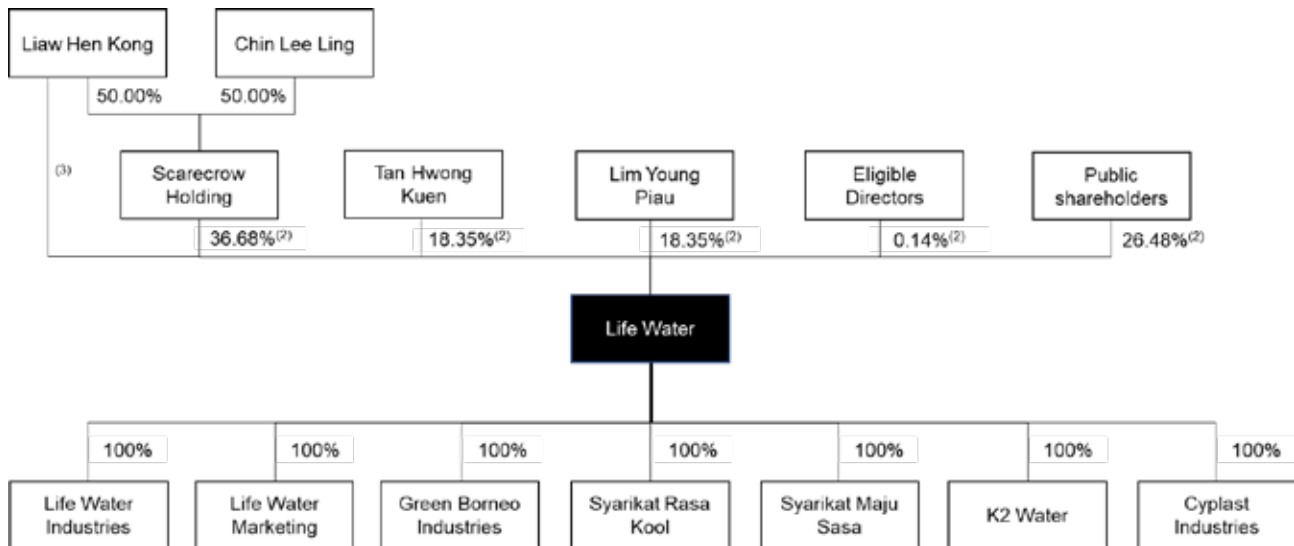 Liaw Hen Kong
Chin Lee Ling
50.00%
50.00%
(3)
Scarecrow
Holding
Tan Hwong
Kuen
Lim Young
Piau
Eligible
Directors
Public
shareholders
36.68%(2)
18.35%(2)
18.35%(2)
0.14%(2)
26.48%(2)
Life Water
100%
100%
100%
100%
100%
100%
100%
Life Water
Industries
Life Water
Marketing
Green Borneo
Industries
Syarikat Rasa
Kool
Syarikat Maju
Sasa
K2 Water
Cyplast
Industries